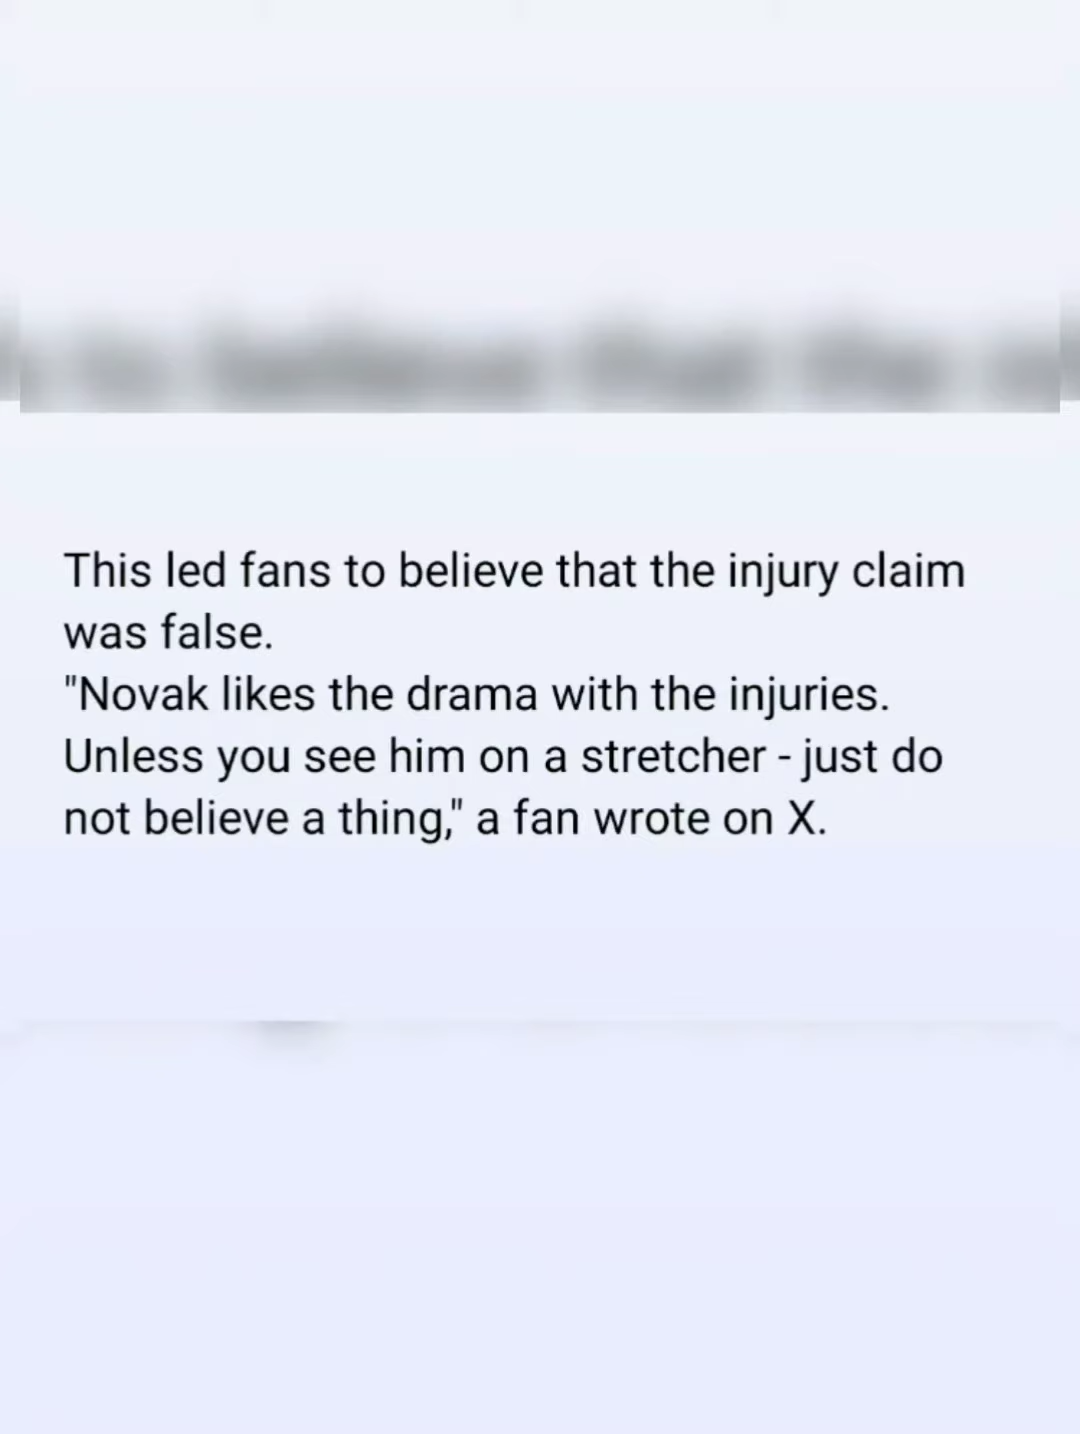 This led fans to believe that the injury claim
was false.
"Novak likes the drama with the injuries.
Unless you see him on a stretcher - just do
not believe a thing," a fan wrote on X.